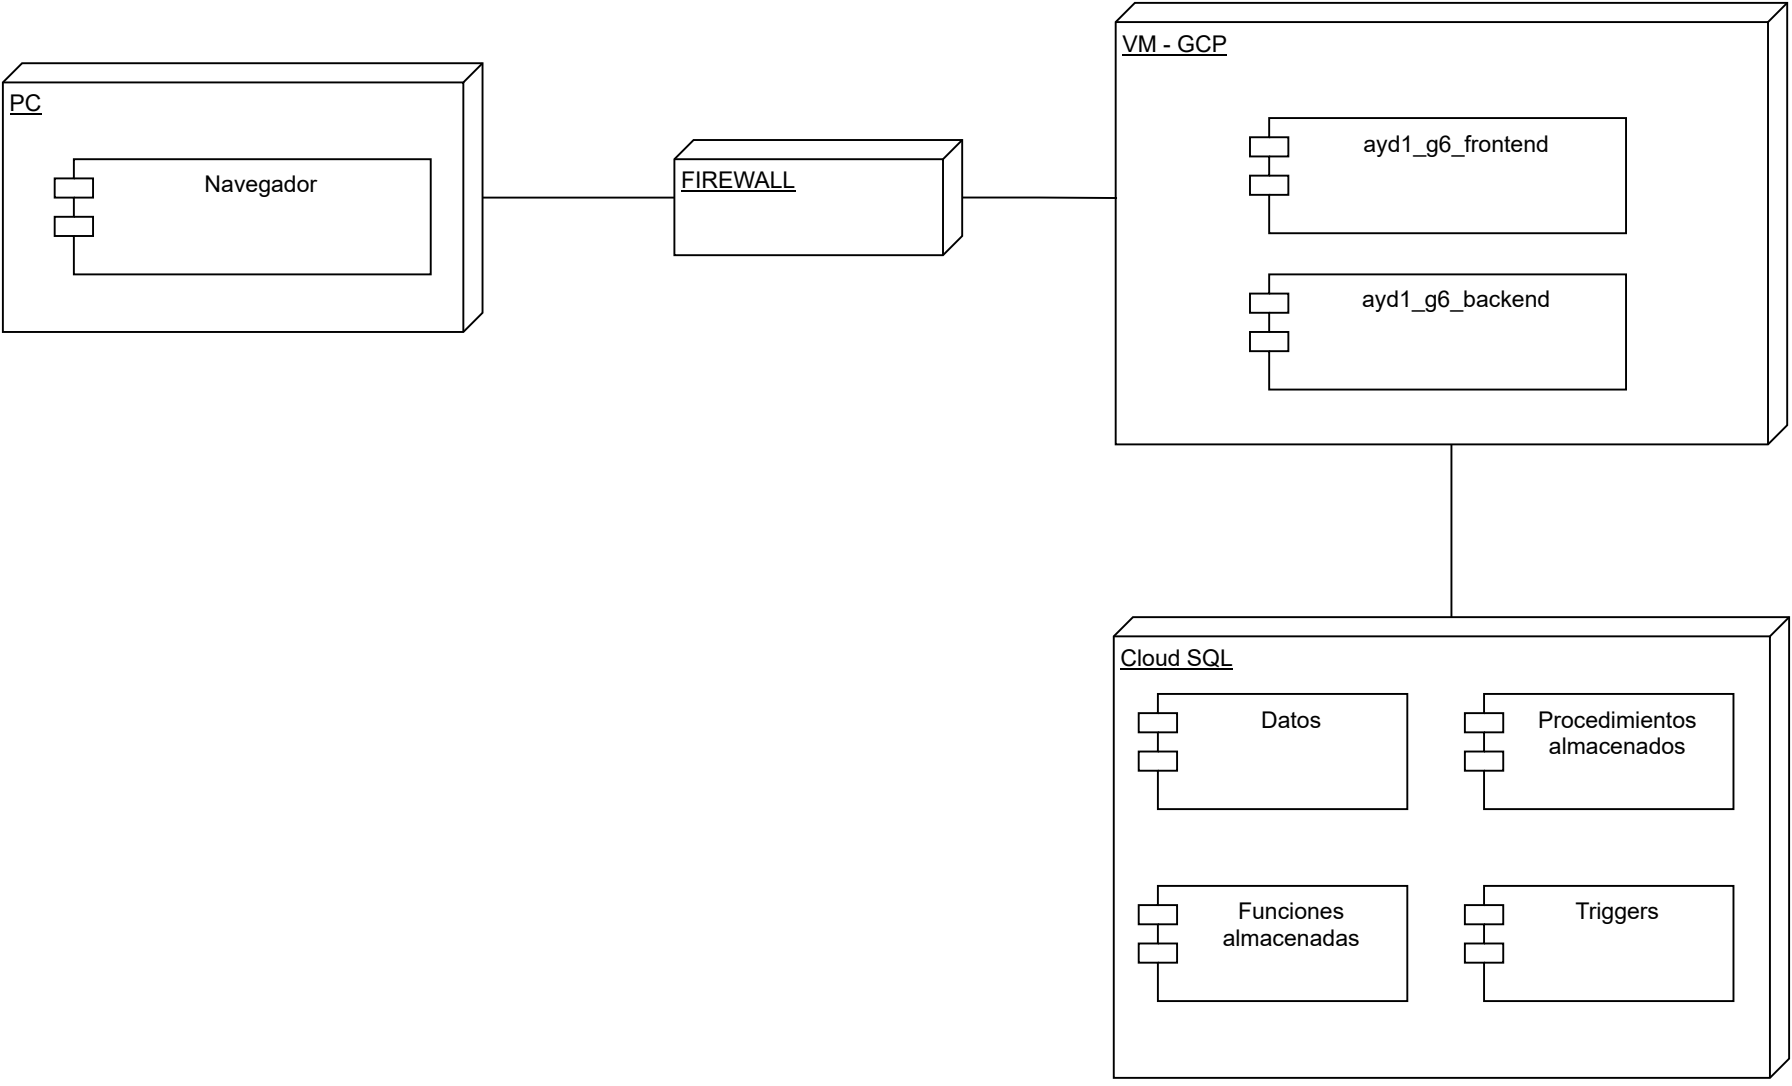 PC
Navegador
FIREWALL
VM - GCP
ayd1_g6_frontend
ayd1_g6_backend
Cloud SQL
Datos
Procedimientos
almacenados
Funciones
almacenadas
Triggers